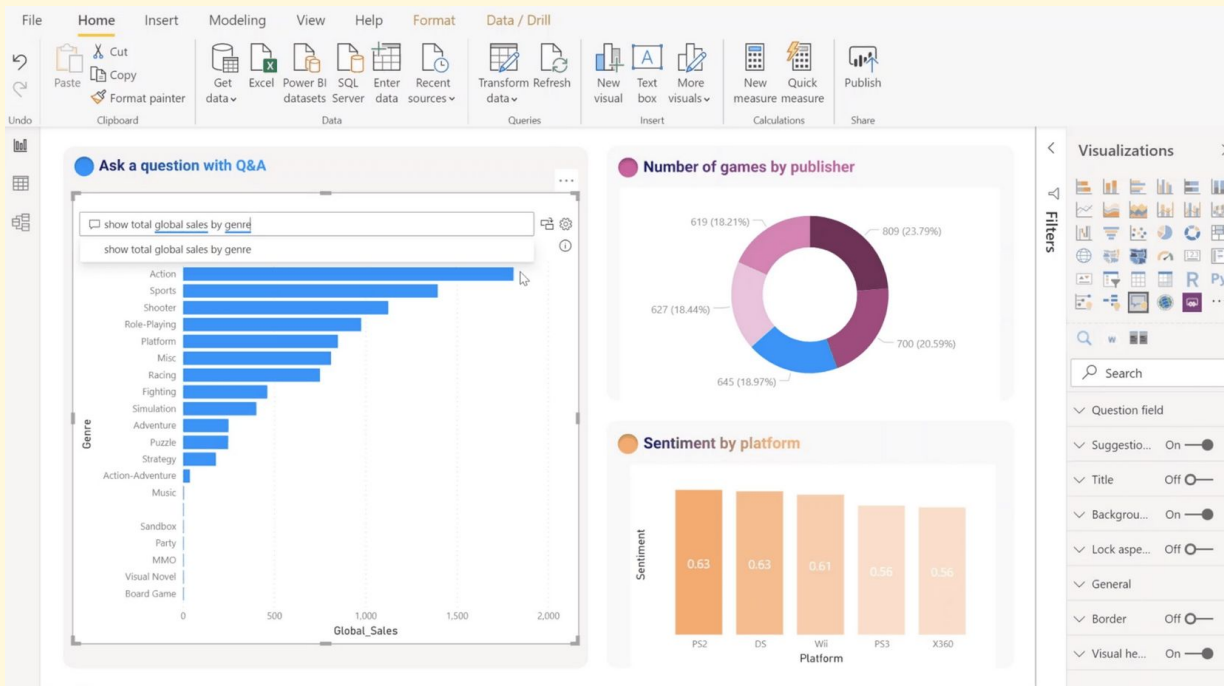 File Home Insert Modeling View Help Format Data / Drill
Cut
Copy
Format painter
Paste
Get data
Excel
Power BI datasets
SQL Server
Enter data
Recent sources
Transform data
Refresh
New visual
Text box
More visuals
New measure
Quick measure
Publish
Undo Clipboard Data Queries Insert Calculations Share
Ask a question with Q&A
show total global sales by genre
show total global sales by genre
Action
Sports
Shooter
Role-Playing
Platform
Misc
Racing
Fighting
Simulation
Adventure
Puzzle
Strategy
Action-Adventure
Music
Sandbox
Party
MMO
Visual Novel
Board Game
Genre
0 500 1,000 1,500 2,000
Global_Sales
Number of games by publisher
619 (18.21%)
809 (23.79%)
627 (18.44%)
700 (20.59%)
645 (18.97%)
Sentiment by platform
Sentiment
0.63 0.63 0.61 0.56 0.56
PS2 DS Wii PS3 X360
Platform
Filters
Visualizations
R Py
Search
Question field
Suggestio... On
Title Off
Backgrou... On
Lock aspe... Off
General
Border Off
Visual he... On